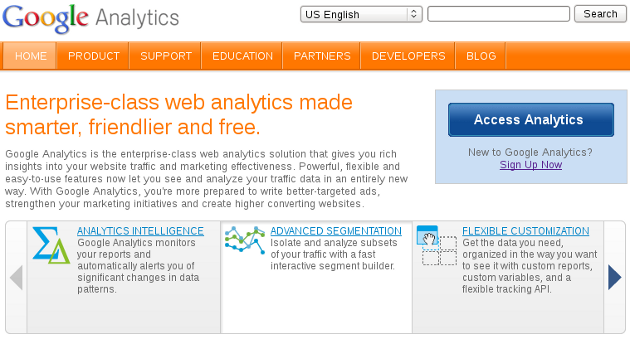 Google Analytics
US English
Search
HOME PRODUCT SUPPORT EDUCATION PARTNERS DEVELOPERS BLOG
Enterprise-class web analytics made
smarter, friendlier and free.
Google Analytics is the enterprise-class web analytics solution that gives you rich
insights into your website traffic and marketing effectiveness. Powerful, flexible and
easy-to-use features now let you see and analyze your traffic data in an entirely new
way. With Google Analytics, you're more prepared to write better-targeted ads,
strengthen your marketing initiatives and create higher converting websites.
Access Analytics
New to Google Analytics?
Sign Up Now
ANALYTICS INTELLIGENCE
Google Analytics monitors
your reports and
automatically alerts you of
significant changes in data
patterns.
ADVANCED SEGMENTATION
Isolate and analyze subsets
of your traffic with a fast
interactive segment builder.
FLEXIBLE CUSTOMIZATION
Get the data you need,
organized in the way you want
to see it with custom reports,
custom variables, and a
flexible tracking API.